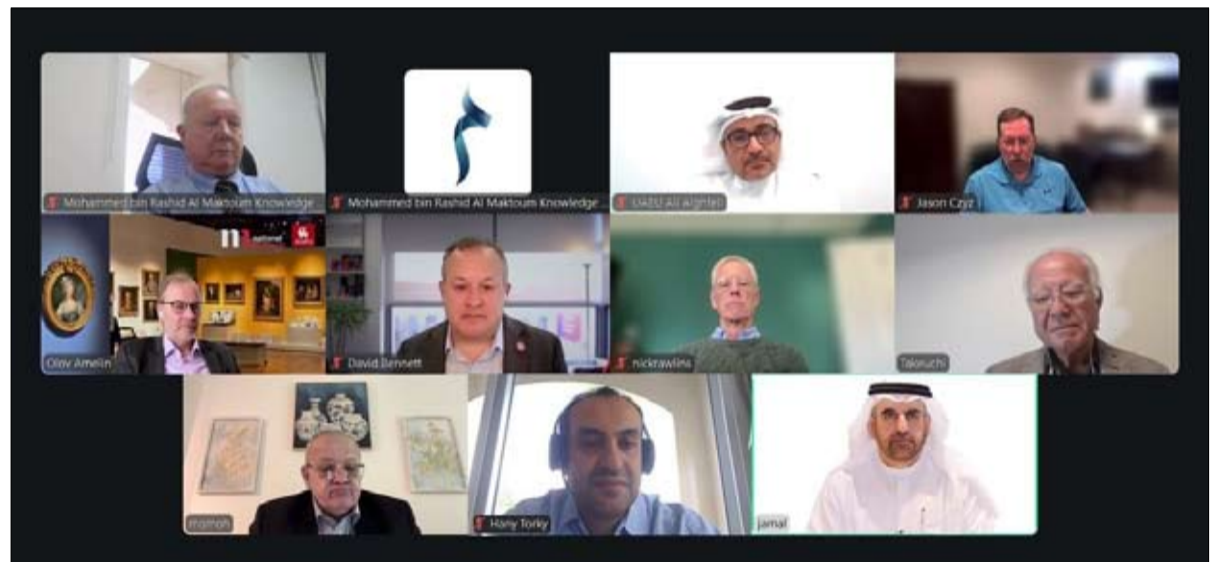 Mohammed bin Rashid Al Maktoum Knowledge ...
Mohammed bin Rashid Al Maktoum Knowledge ...
UAEU Ali Alghfeli
Jason Czyz
national
Olov Amelin
David Bennett
nickrawlins
Takeuchi
Hany Torky
jamal